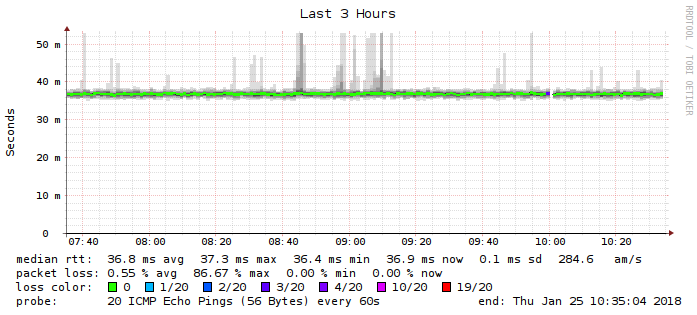 Last 3 Hours
RRDTOOL / TOBI OETIKER
Seconds
50 m
40 m
30 m
20 m
10 m
0
07:40 08:00 08:20 08:40 09:00 09:20 09:40 10:00 10:20
median rtt: 36.8 ms avg 37.3 ms max 36.4 ms min 36.9 ms now 0.1 ms sd 284.6 am/s
packet loss: 0.55 % avg 86.67 % max 0.00 % min 0.00 % now
loss color: 0 1/20 2/20 3/20 4/20 10/20 19/20
probe: 20 ICMP Echo Pings (56 Bytes) every 60s end: Thu Jan 25 10:35:04 2018